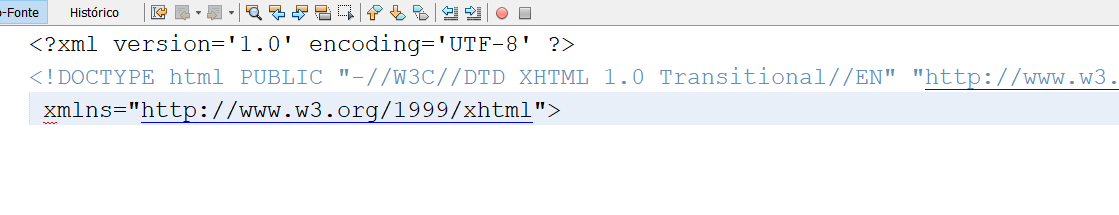 o-Fonte Histórico
<?xml version='1.0' encoding='UTF-8' ?>
<!DOCTYPE html PUBLIC "-//W3C//DTD XHTML 1.0 Transitional//EN" "http://www.w3.
xmlns="http://www.w3.org/1999/xhtml">